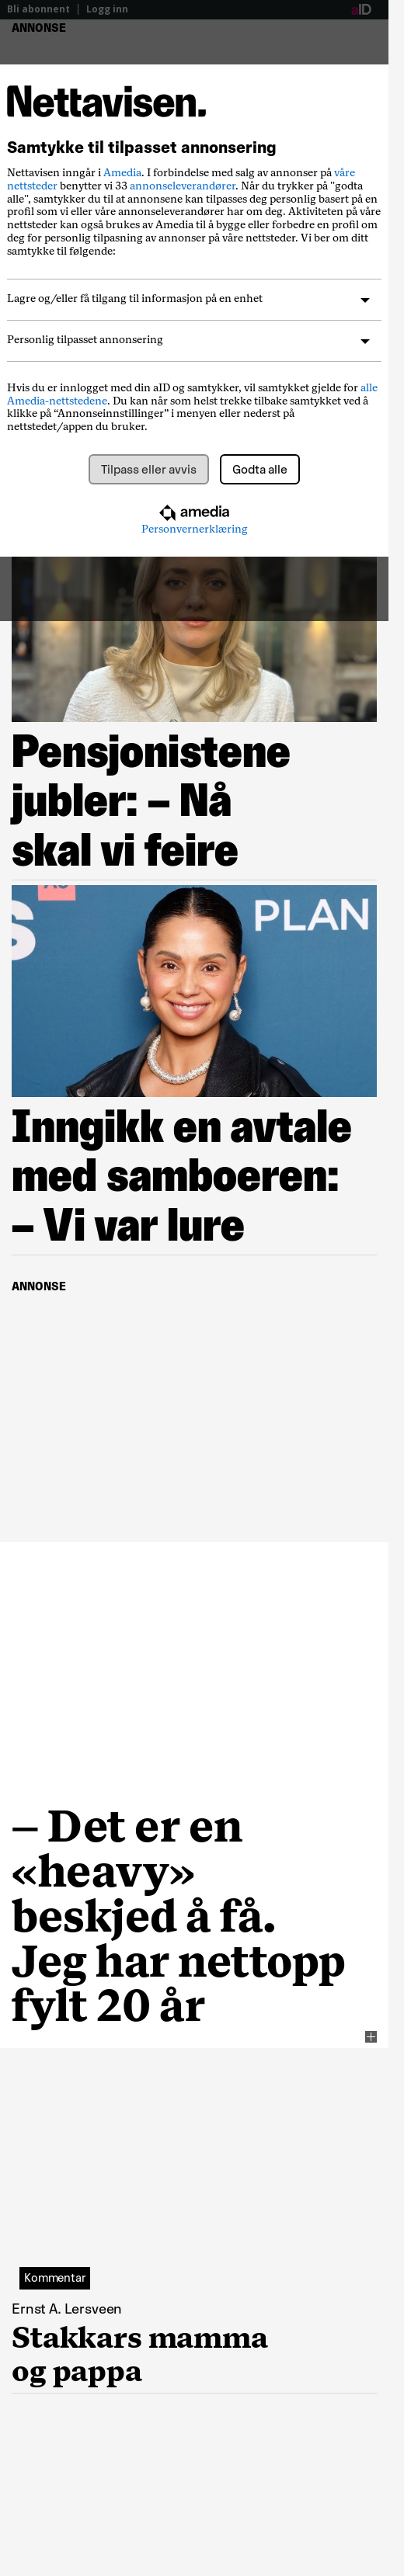 Bli abonnent | Logg inn
aID
ANNONSE
Nettavisen.
Samtykke til tilpasset annonsering
Nettavisen inngår i Amedia. I forbindelse med salg av annonser på våre
nettsteder benytter vi 33 annonseleverandører. Når du trykker på "godta
alle", samtykker du til at annonsene kan tilpasses deg personlig basert på en
profil som vi eller våre annonseleverandører har om deg. Aktiviteten på våre
nettsteder kan også brukes av Amedia til å bygge eller forbedre en profil om
deg for personlig tilpasning av annonser på våre nettsteder. Vi ber om ditt
samtykke til følgende:
Lagre og/eller få tilgang til informasjon på en enhet
Personlig tilpasset annonsering
Hvis du er innlogget med din aID og samtykker, vil samtykket gjelde for alle
Amedia-nettstedene. Du kan når som helst trekke tilbake samtykket ved å
klikke på “Annonseinnstillinger” i menyen eller nederst på
nettstedet/appen du bruker.
Tilpass eller avvis
Godta alle
amedia
Personvernerklæring
Pensjonistene
jubler: – Nå
skal vi feire
S
PLAN
Inngikk en avtale
med samboeren:
– Vi var lure
ANNONSE
– Det er en
«heavy»
beskjed å få.
Jeg har nettopp
fylt 20 år
Kommentar
Ernst A. Lersveen
Stakkars mamma
og pappa